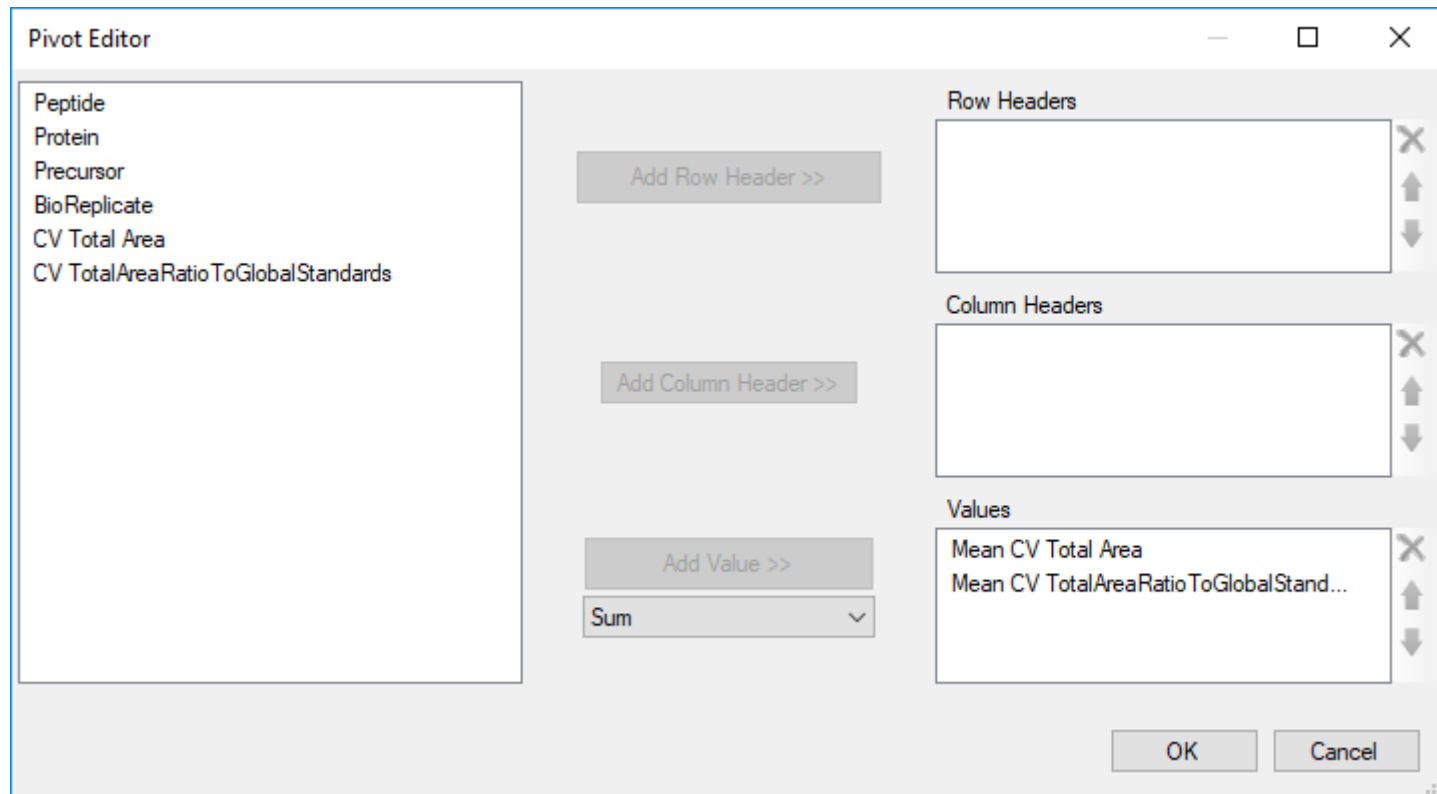 Pivot Editor
Peptide
Protein
Precursor
BioReplicate
CV Total Area
CV TotalAreaRatioToGlobalStandards
Add Row Header >>
Add Column Header >>
Add Value >>
Sum
Row Headers
Column Headers
Values
Mean CV Total Area
Mean CV TotalAreaRatioToGlobalStand...
OK
Cancel